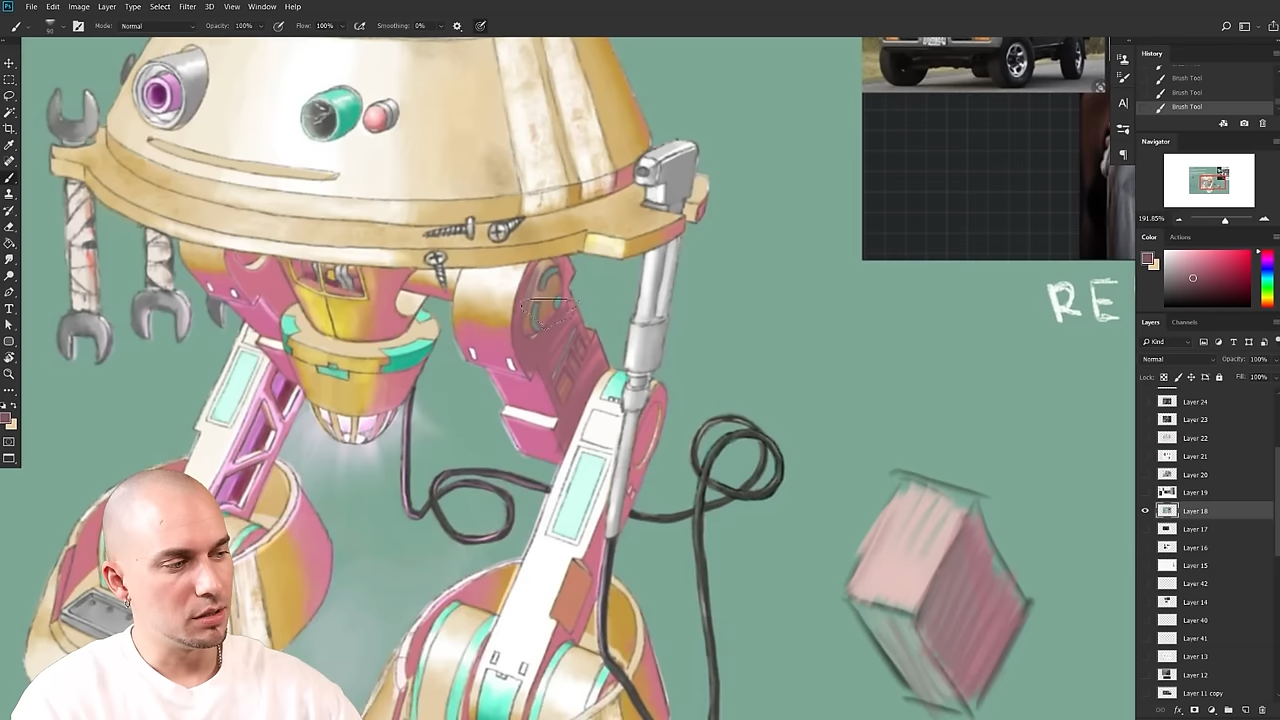 Ps File Edit Image Layer Type Select Filter 3D View Window Help
Mode: Normal Opacity: 100% Flow: 100% Smoothing: 0%
90
History
Brush Tool
Brush Tool
Brush Tool
Navigator
191.85%
Color Actions
RE
Layers Channels
Kind
Normal Opacity: 100%
Lock: Fill: 100%
Layer 24
Layer 23
Layer 22
Layer 21
Layer 20
Layer 19
Layer 18
Layer 17
Layer 16
Layer 15
Layer 42
Layer 14
Layer 40
Layer 41
Layer 13
Layer 12
Layer 11 copy